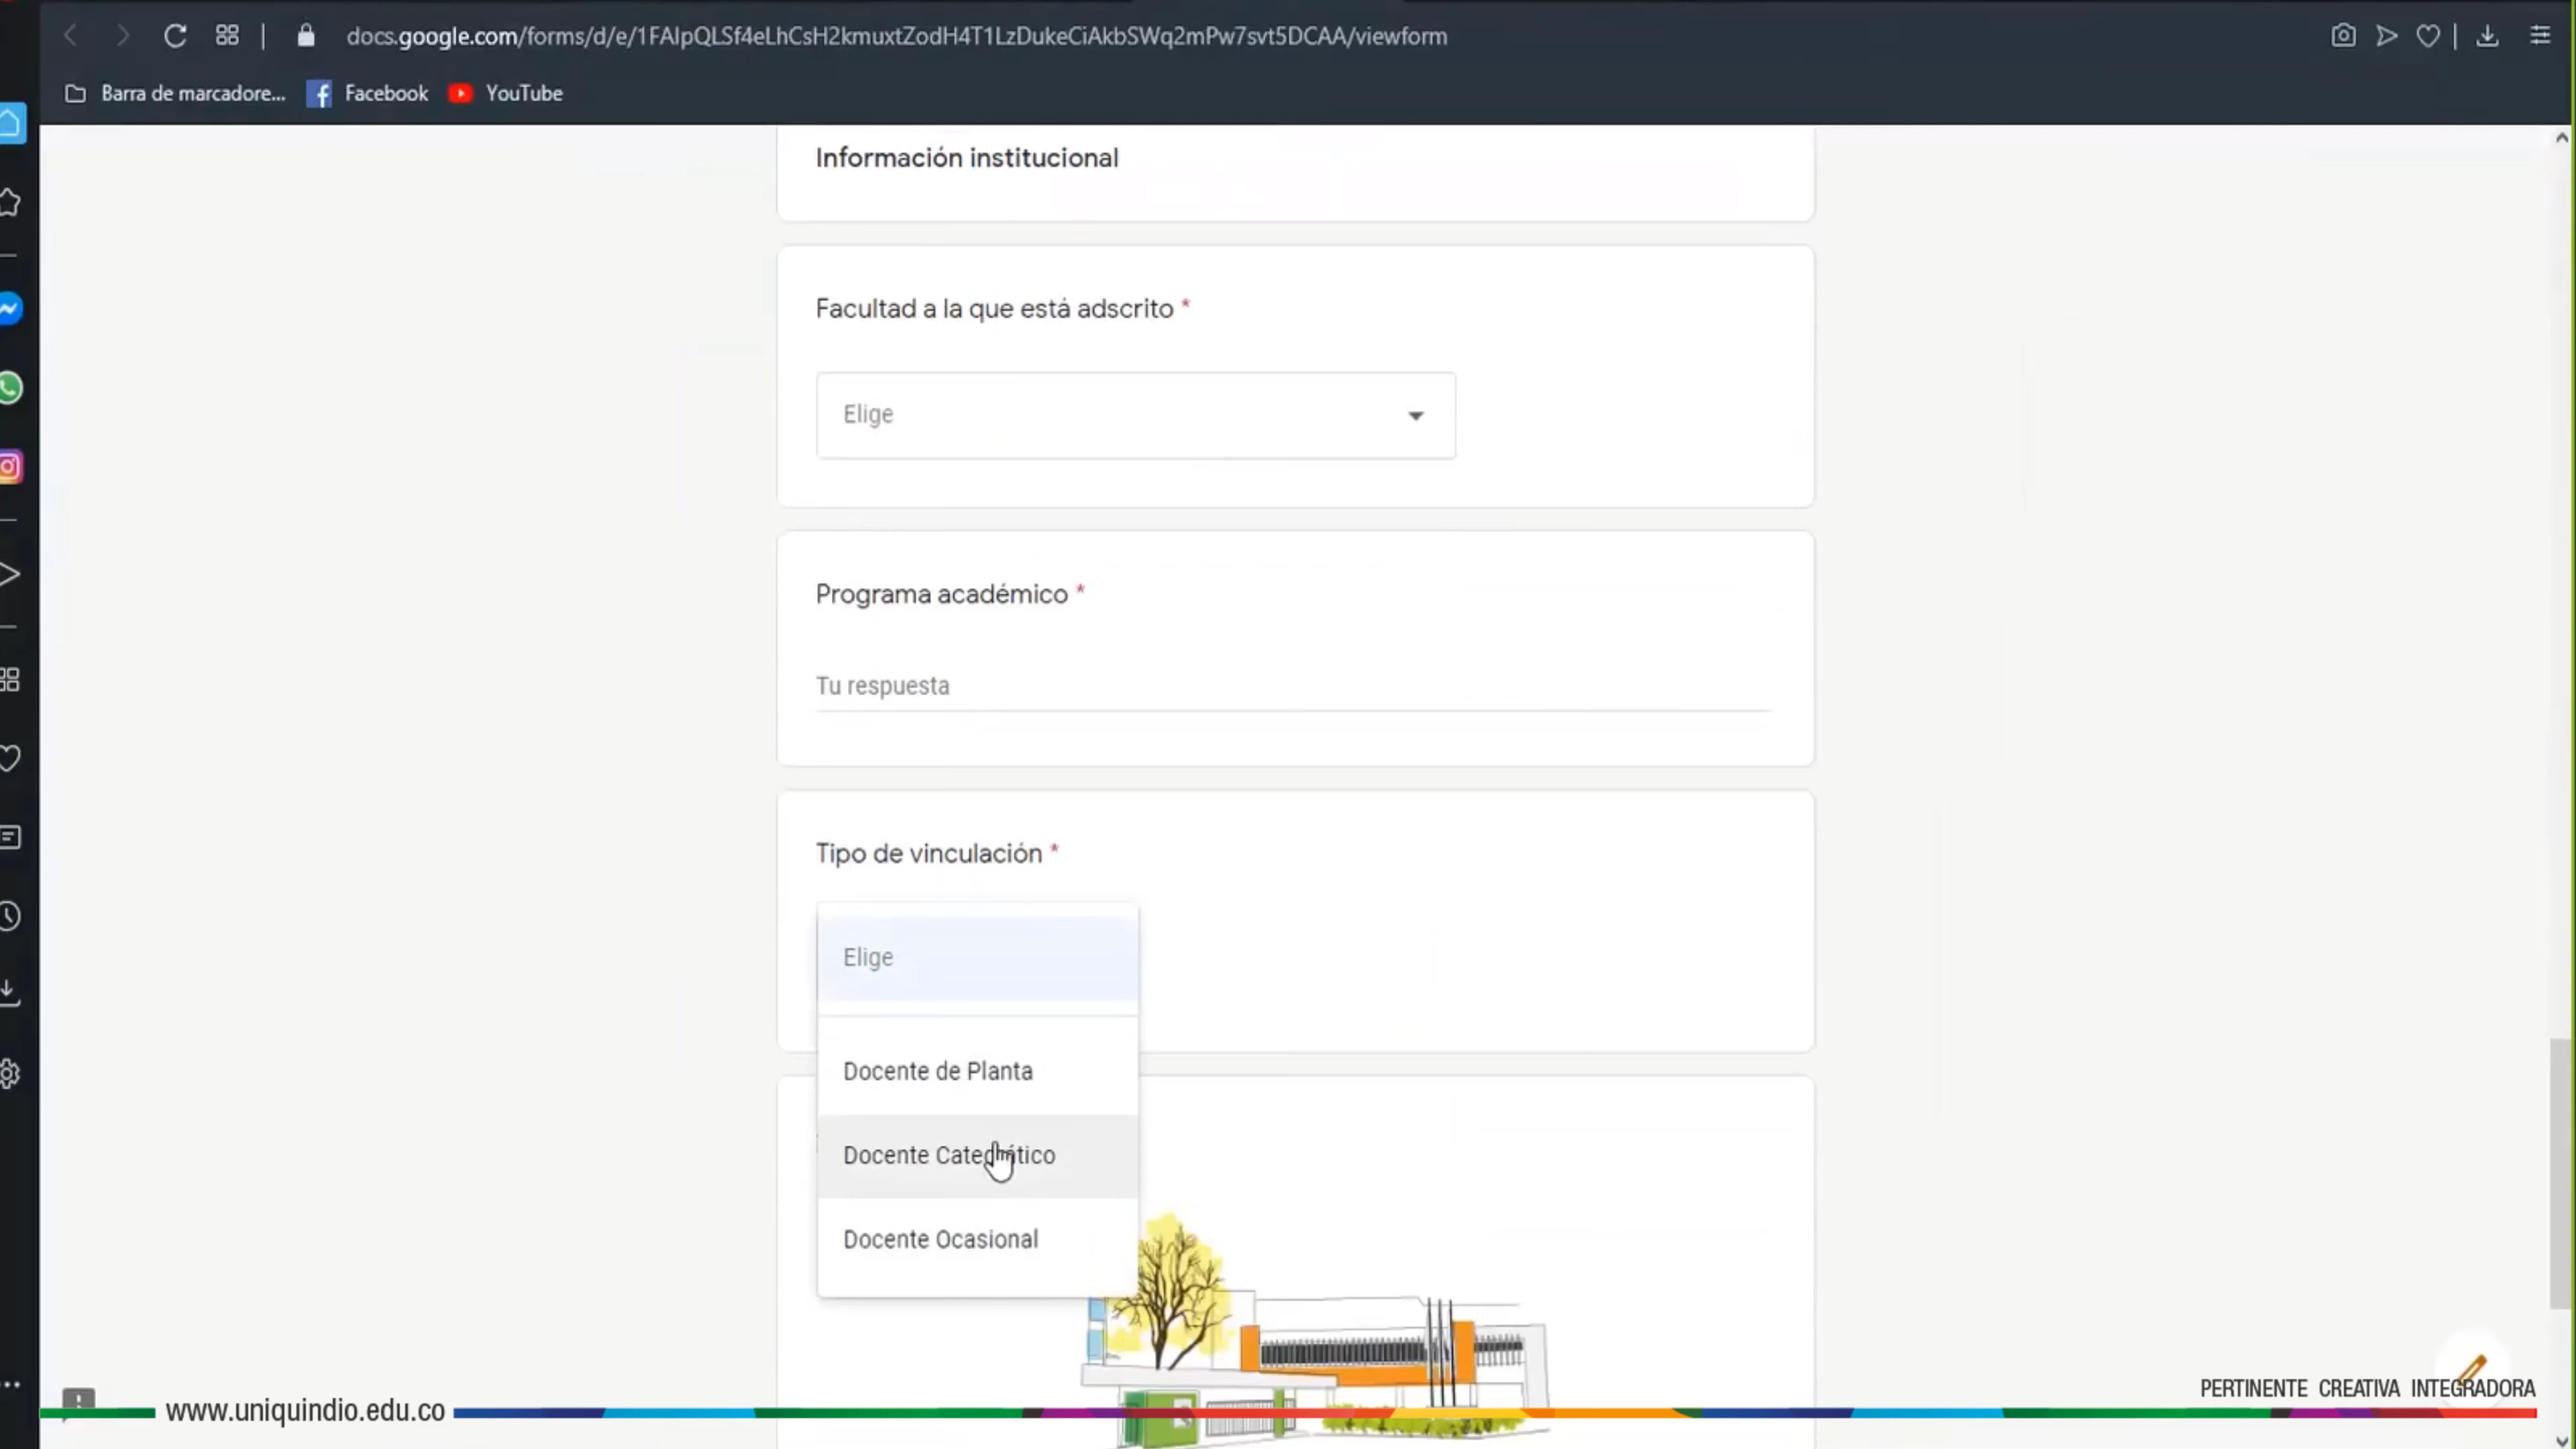 docs.google.com/forms/d/e/1FAIpQLSf4eLhCsH2kmuxtZodH4T1LzDukeCiAkbSWq2mPw7svt5DCAA/viewform
Barra de marcadore... Facebook YouTube
Información institucional
Facultad a la que está adscrito *
Elige
Programa académico *
Tu respuesta
Tipo de vinculación *
Elige
Docente de Planta
Docente Catedrático
Docente Ocasional
PERTINENTE CREATIVA INTEGRADORA
www.uniquindio.edu.co